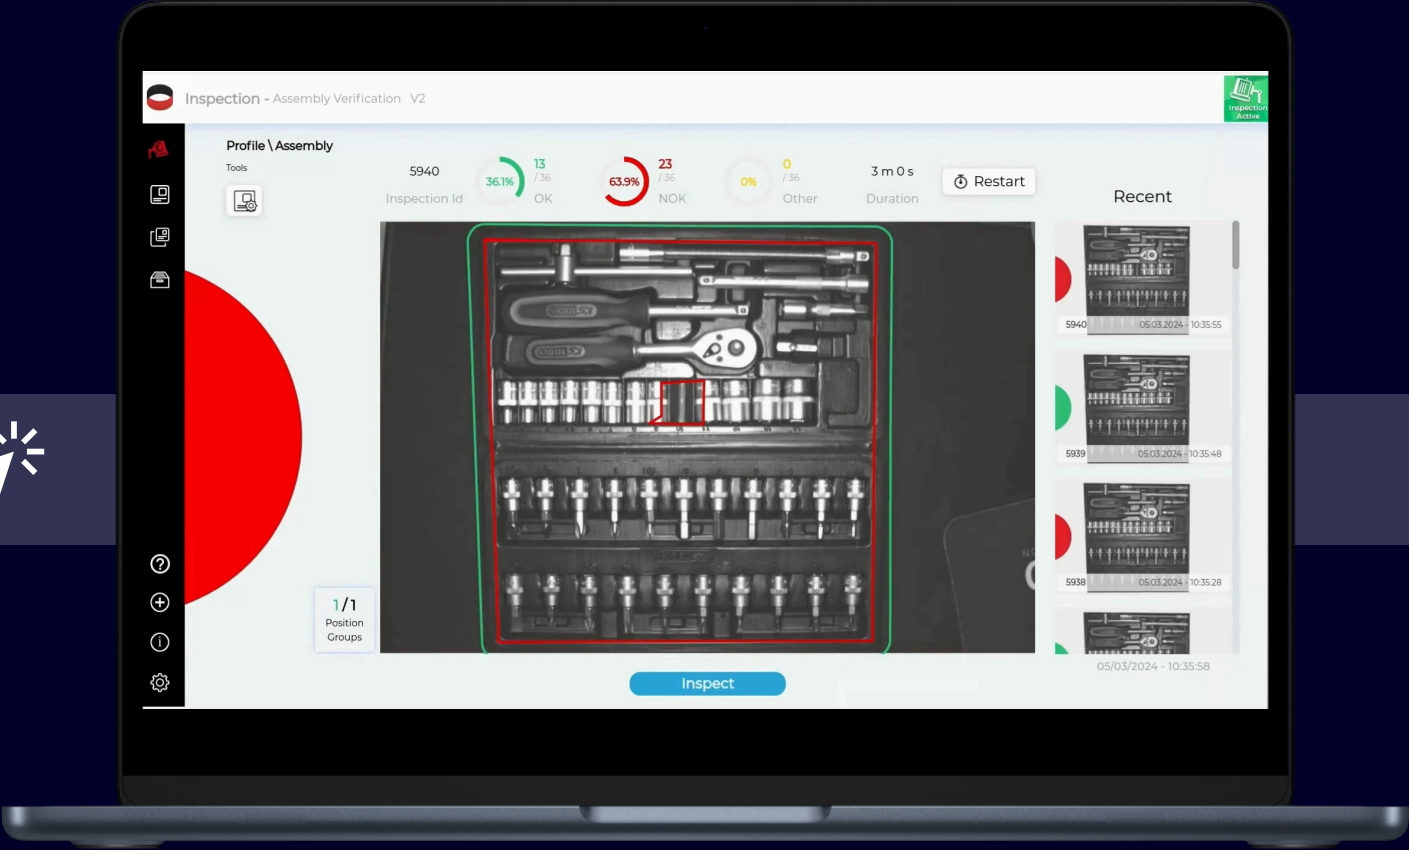 Inspection - Assembly Verification V2
Inspection
Active
Profile \ Assembly
Tools
5940
Inspection Id
36.1%
13
/ 36
OK
63.9%
23
/ 36
NOK
0%
0
/ 36
Other
3 m 0 s
Duration
Restart
Recent
5940 05.03.2024 - 10:35:55
5939 05.03.2024 - 10:35:48
5938 05.03.2024 - 10:35:28
05/03/2024 - 10:35:58
1/1
Position
Groups
Inspect